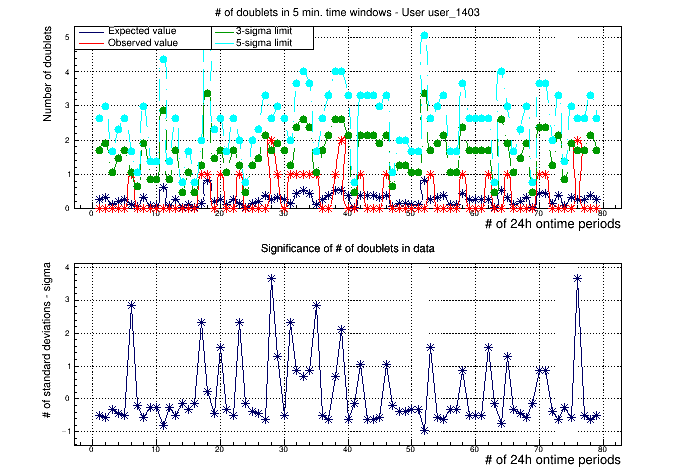 # of doublets in 5 min. time windows - User user_1403
Number of doublets
Expected value
Observed value
3-sigma limit
5-sigma limit
5
4
3
2
1
0
0 10 20 30 40 50 60 70 80
# of 24h ontime periods
Significance of # of doublets in data
# of standard deviations - sigma
4
3
2
1
0
-1
0 10 20 30 40 50 60 70 80
# of 24h ontime periods